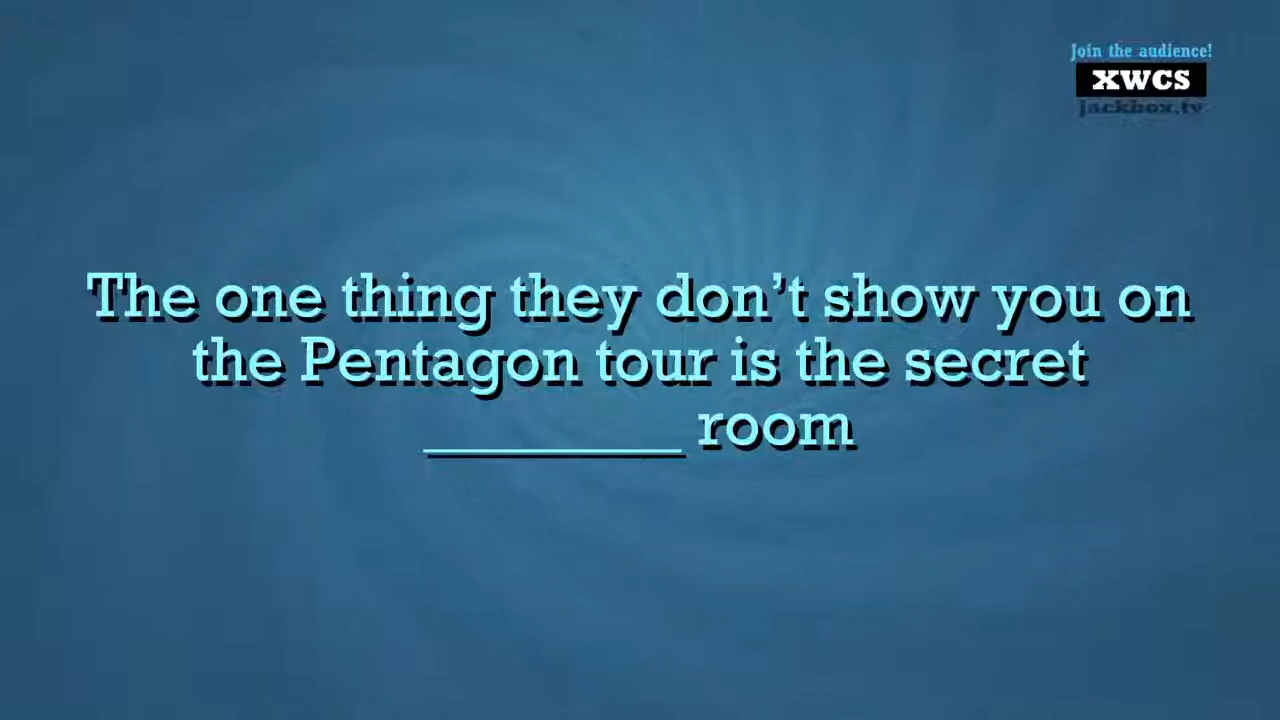 Join the audience!
XWCS
jackbox.tv
The one thing they don’t show you on
the Pentagon tour is the secret
_________ room